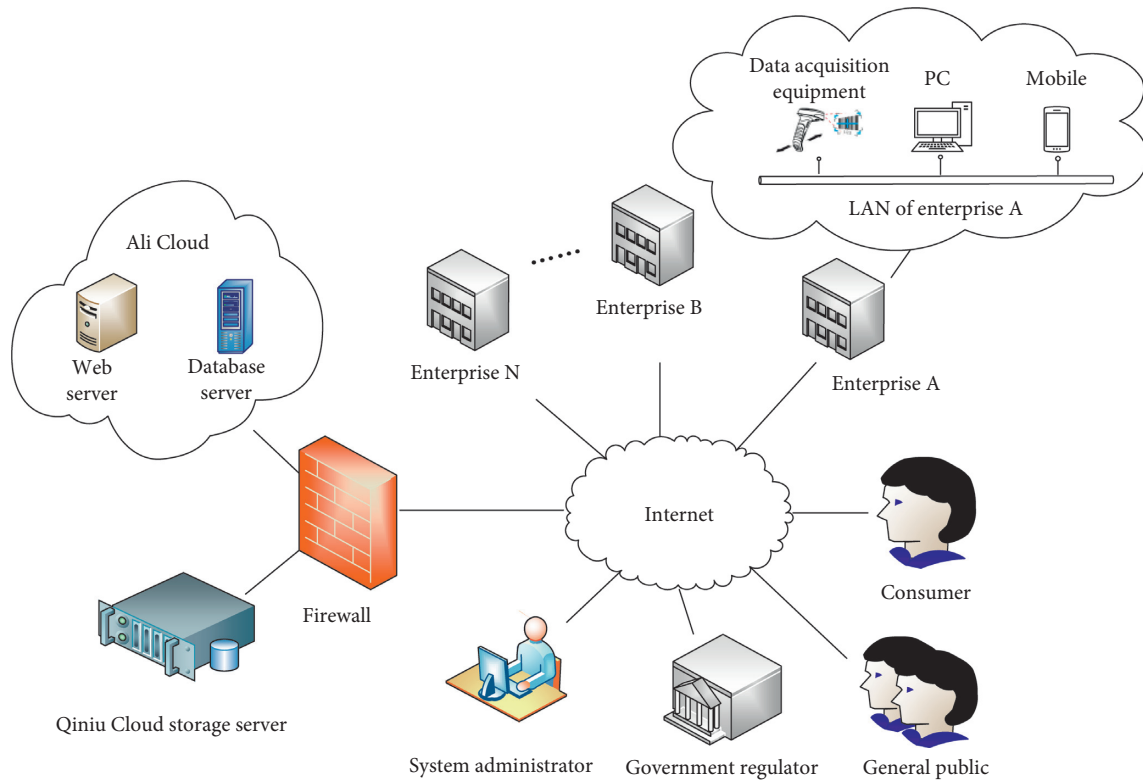 Data acquisition
equipment
PC
Mobile
LAN of enterprise A
Ali Cloud
Web
server
Database
server
Enterprise N
Enterprise B
Enterprise A
Internet
Firewall
Consumer
Qiniu Cloud storage server
System administrator
Government regulator
General public